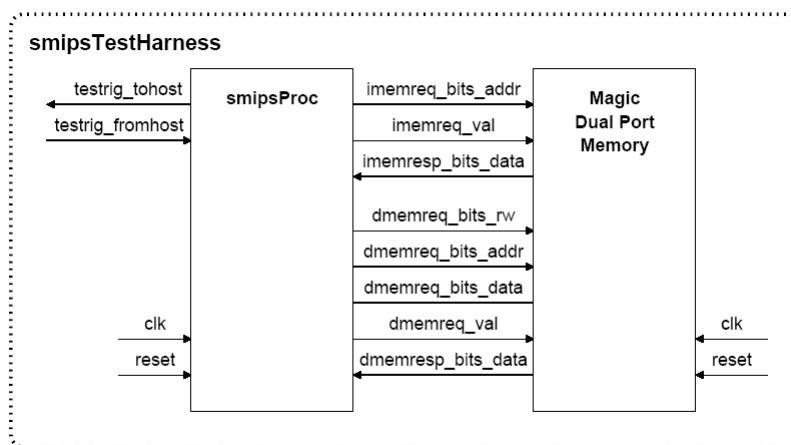 smipsTestHarness
testrig_tohost
testrig_fromhost
smipsProc
imemreq_bits_addr
imemreq_val
imemresp_bits_data
dmemreq_bits_rw
dmemreq_bits_addr
dmemreq_bits_data
dmemreq_val
dmemresp_bits_data
Magic
Dual Port
Memory
clk
reset
clk
reset